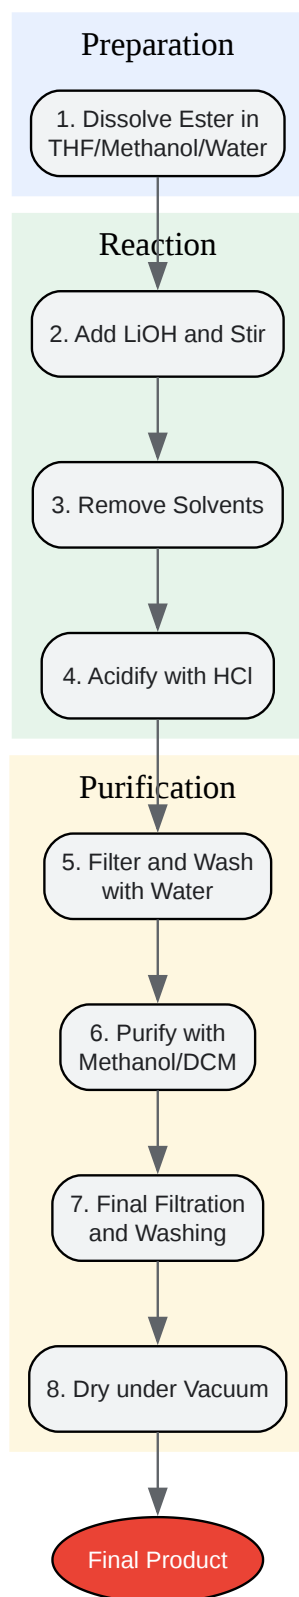 Preparation
1. Dissolve Ester in
THF/Methanol/Water
Reaction
2. Add LiOH and Stir
3. Remove Solvents
4. Acidify with HCl
Purification
5. Filter and Wash
with Water
6. Purify with
Methanol/DCM
7. Final Filtration
and Washing
8. Dry under Vacuum
Final Product